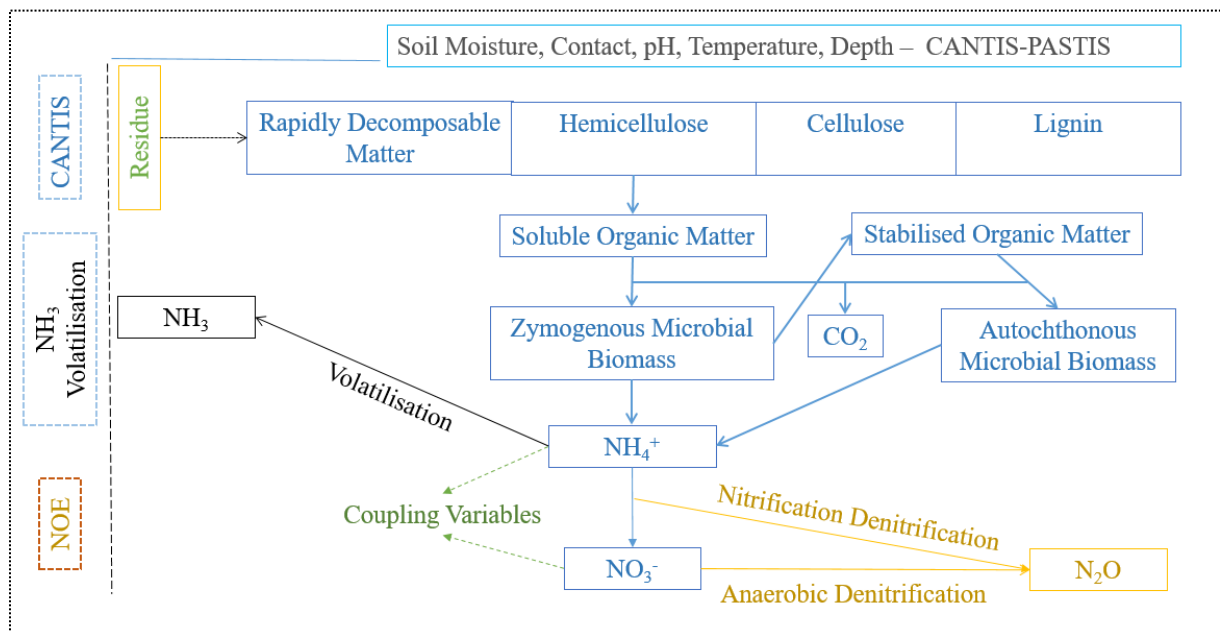 Soil Moisture, Contact, pH, Temperature, Depth – CANTIS-PASTIS
CANTIS
Residue
Rapidly Decomposable
Matter
Hemicellulose
Cellulose
Lignin
Soluble Organic Matter
Stabilised Organic Matter
NH₃
Volatilisation
NH₃
Zymogenous Microbial
Biomass
CO₂
Autochthonous
Microbial Biomass
Volatilisation
NH₄⁺
NOE
Coupling Variables
Nitrification Denitrification
NO₃⁻
Anaerobic Denitrification
N₂O